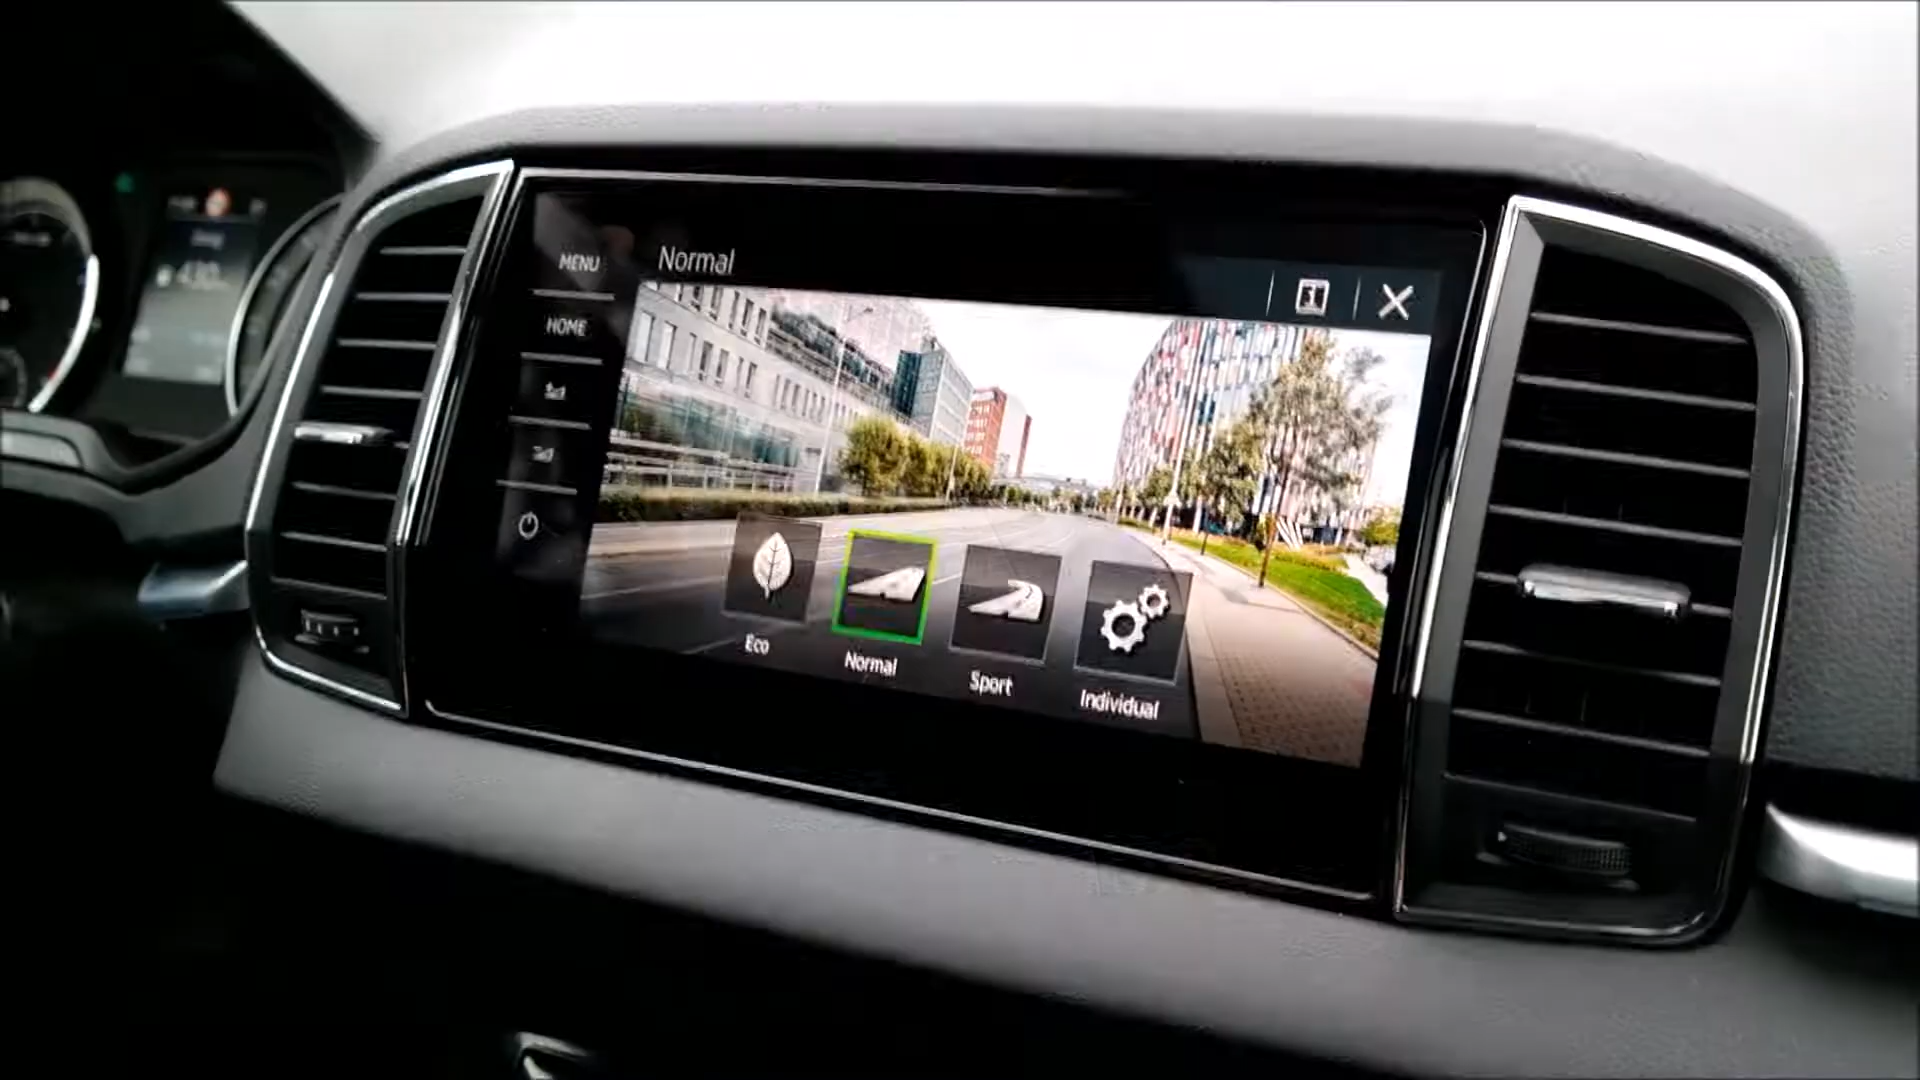 MENU
Normal
HOME
Eco
Normal
Sport
Individual